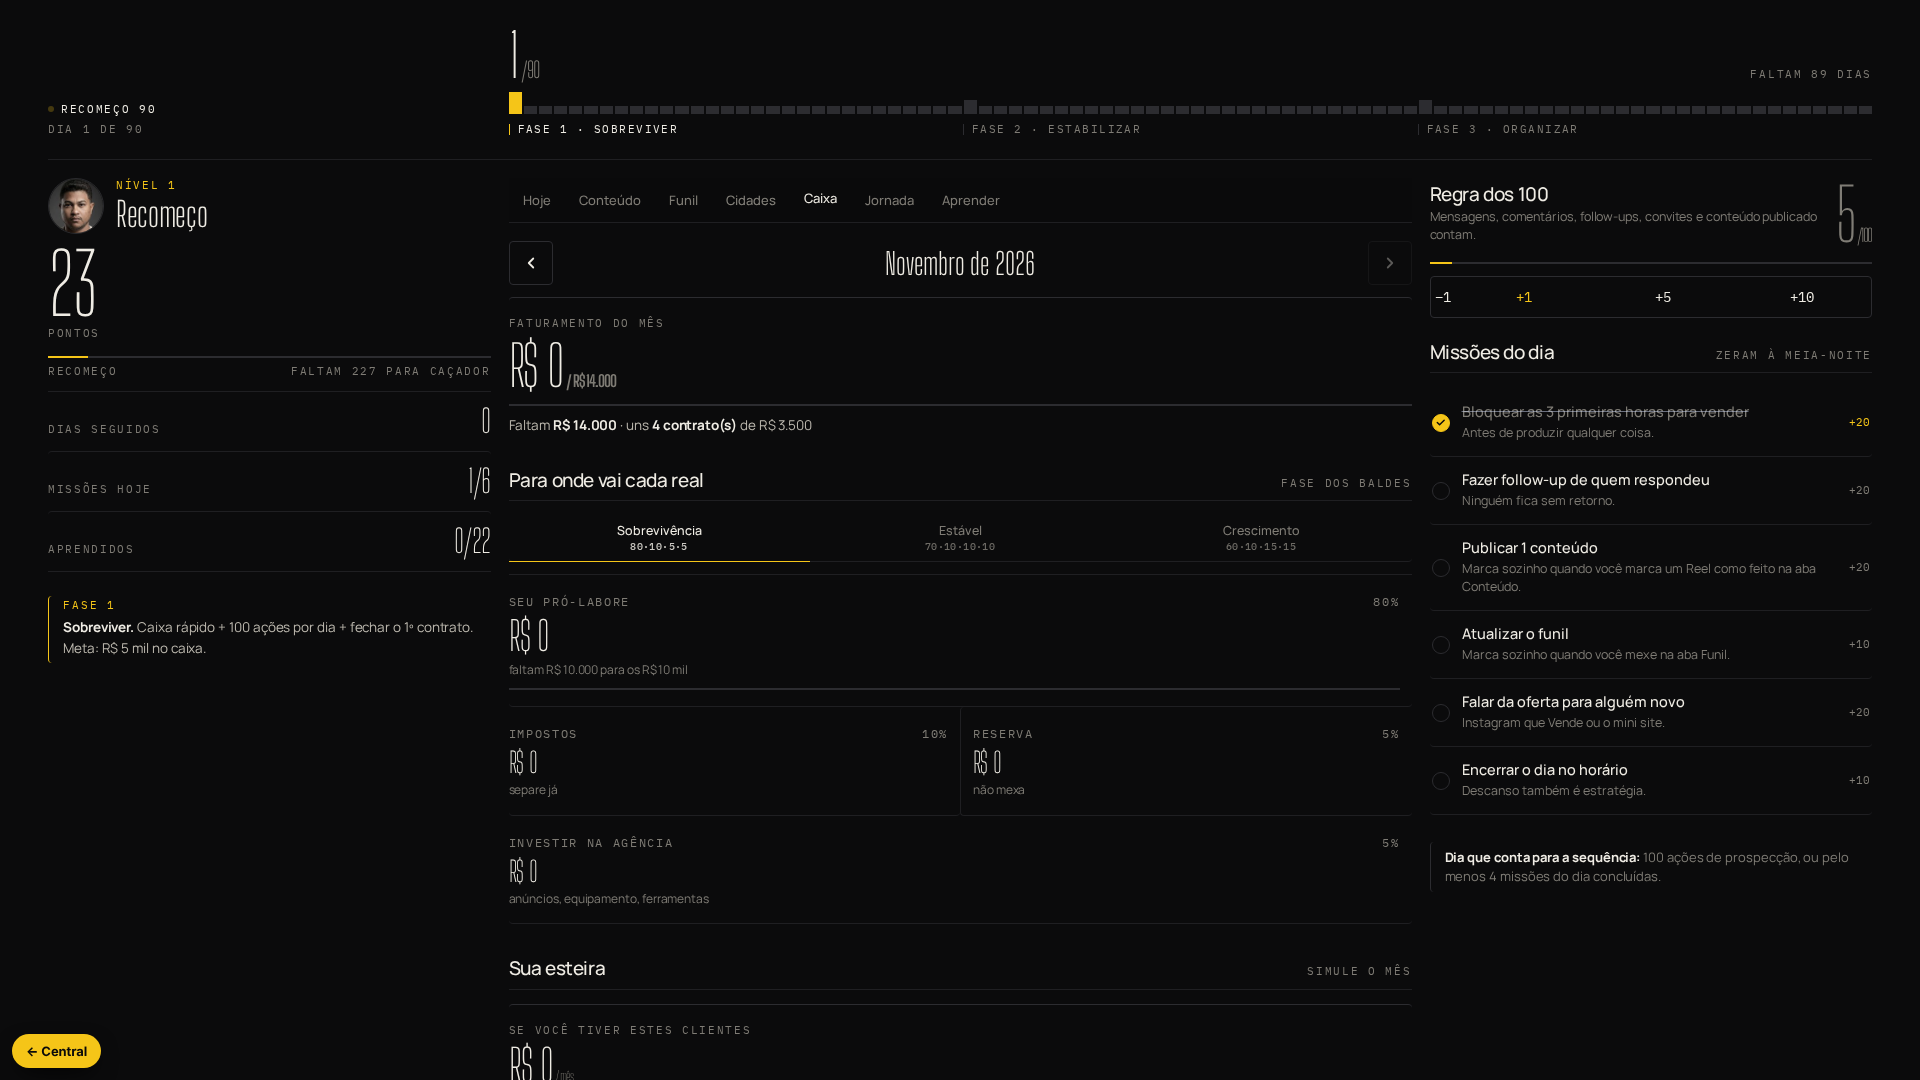 1 /90
FALTAM 89 DIAS
RECOMEÇO 90
DIA 1 DE 90
FASE 1 · SOBREVIVER
FASE 2 · ESTABILIZAR
FASE 3 · ORGANIZAR
NÍVEL 1
Recomeço
23
PONTOS
RECOMEÇO
FALTAM 227 PARA CAÇADOR
DIAS SEGUIDOS
0
MISSÕES HOJE
1/6
APRENDIDOS
0/22
FASE 1
Sobreviver. Caixa rápido + 100 ações por dia + fechar o 1º contrato.
Meta: R$ 5 mil no caixa.
Hoje
Conteúdo
Funil
Cidades
Caixa
Jornada
Aprender
Novembro de 2026
FATURAMENTO DO MÊS
R$ 0 / R$ 14.000
Faltam R$ 14.000 · uns 4 contrato(s) de R$ 3.500
Para onde vai cada real
FASE DOS BALDES
Sobrevivência
80·10·5·5
Estável
70·10·10·10
Crescimento
60·10·15·15
SEU PRÓ-LABORE
80%
R$ 0
faltam R$ 10.000 para os R$ 10 mil
IMPOSTOS
10%
R$ 0
separe já
RESERVA
5%
R$ 0
não mexa
INVESTIR NA AGÊNCIA
5%
R$ 0
anúncios, equipamento, ferramentas
Sua esteira
SIMULE O MÊS
SE VOCÊ TIVER ESTES CLIENTES
R$ 0 / mês
Regra dos 100
Mensagens, comentários, follow-ups, convites e conteúdo publicado
contam.
5 /100
−1
+1
+5
+10
Missões do dia
ZERAM À MEIA-NOITE
Bloquear as 3 primeiras horas para vender
Antes de produzir qualquer coisa.
+20
Fazer follow-up de quem respondeu
Ninguém fica sem retorno.
+20
Publicar 1 conteúdo
Marca sozinho quando você marca um Reel como feito na aba
Conteúdo.
+20
Atualizar o funil
Marca sozinho quando você mexe na aba Funil.
+10
Falar da oferta para alguém novo
Instagram que Vende ou o mini site.
+20
Encerrar o dia no horário
Descanso também é estratégia.
+10
Dia que conta para a sequência: 100 ações de prospecção, ou pelo
menos 4 missões do dia concluídas.
← Central